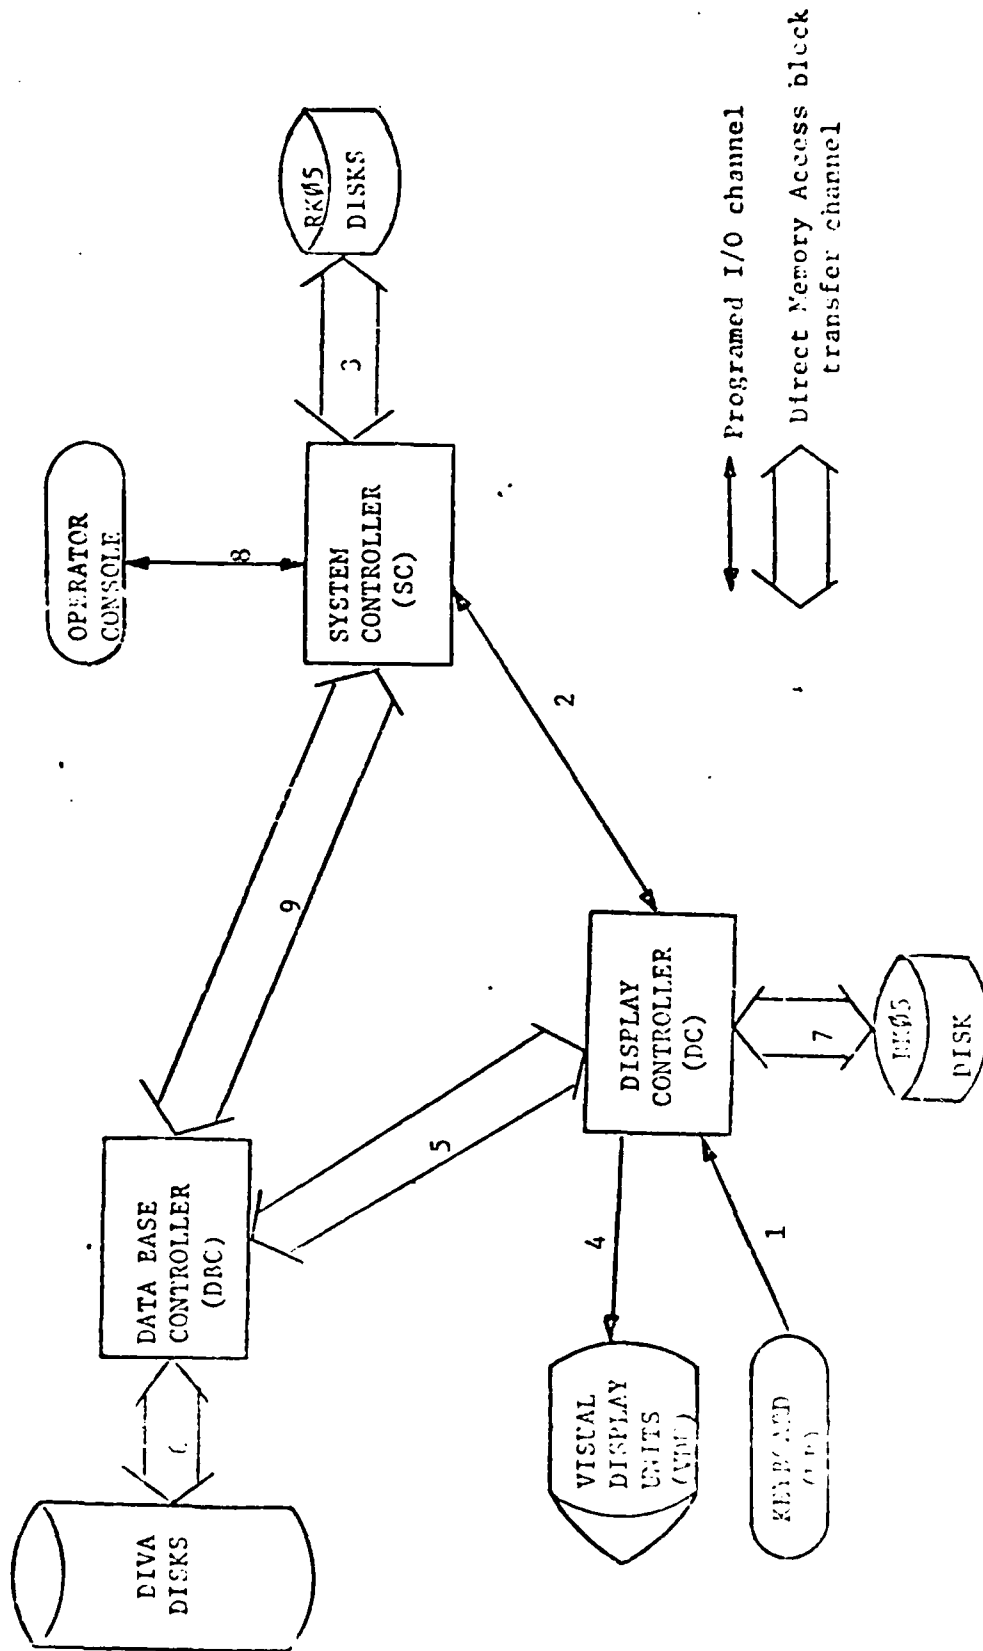 DIVA
DISKS
DATA BASE
CONTROLLER
(DBC)
9
OPERATOR
CONSOLE
8
SYSTEM
CONTROLLER
(SC)
3
RKØ5
DISKS
5
2
VISUAL
DISPLAY
UNITS
4
DISPLAY
CONTROLLER
(DC)
1
7
RKØ5
DISK
Programed I/O channel
Direct Memory Access block
transfer channel